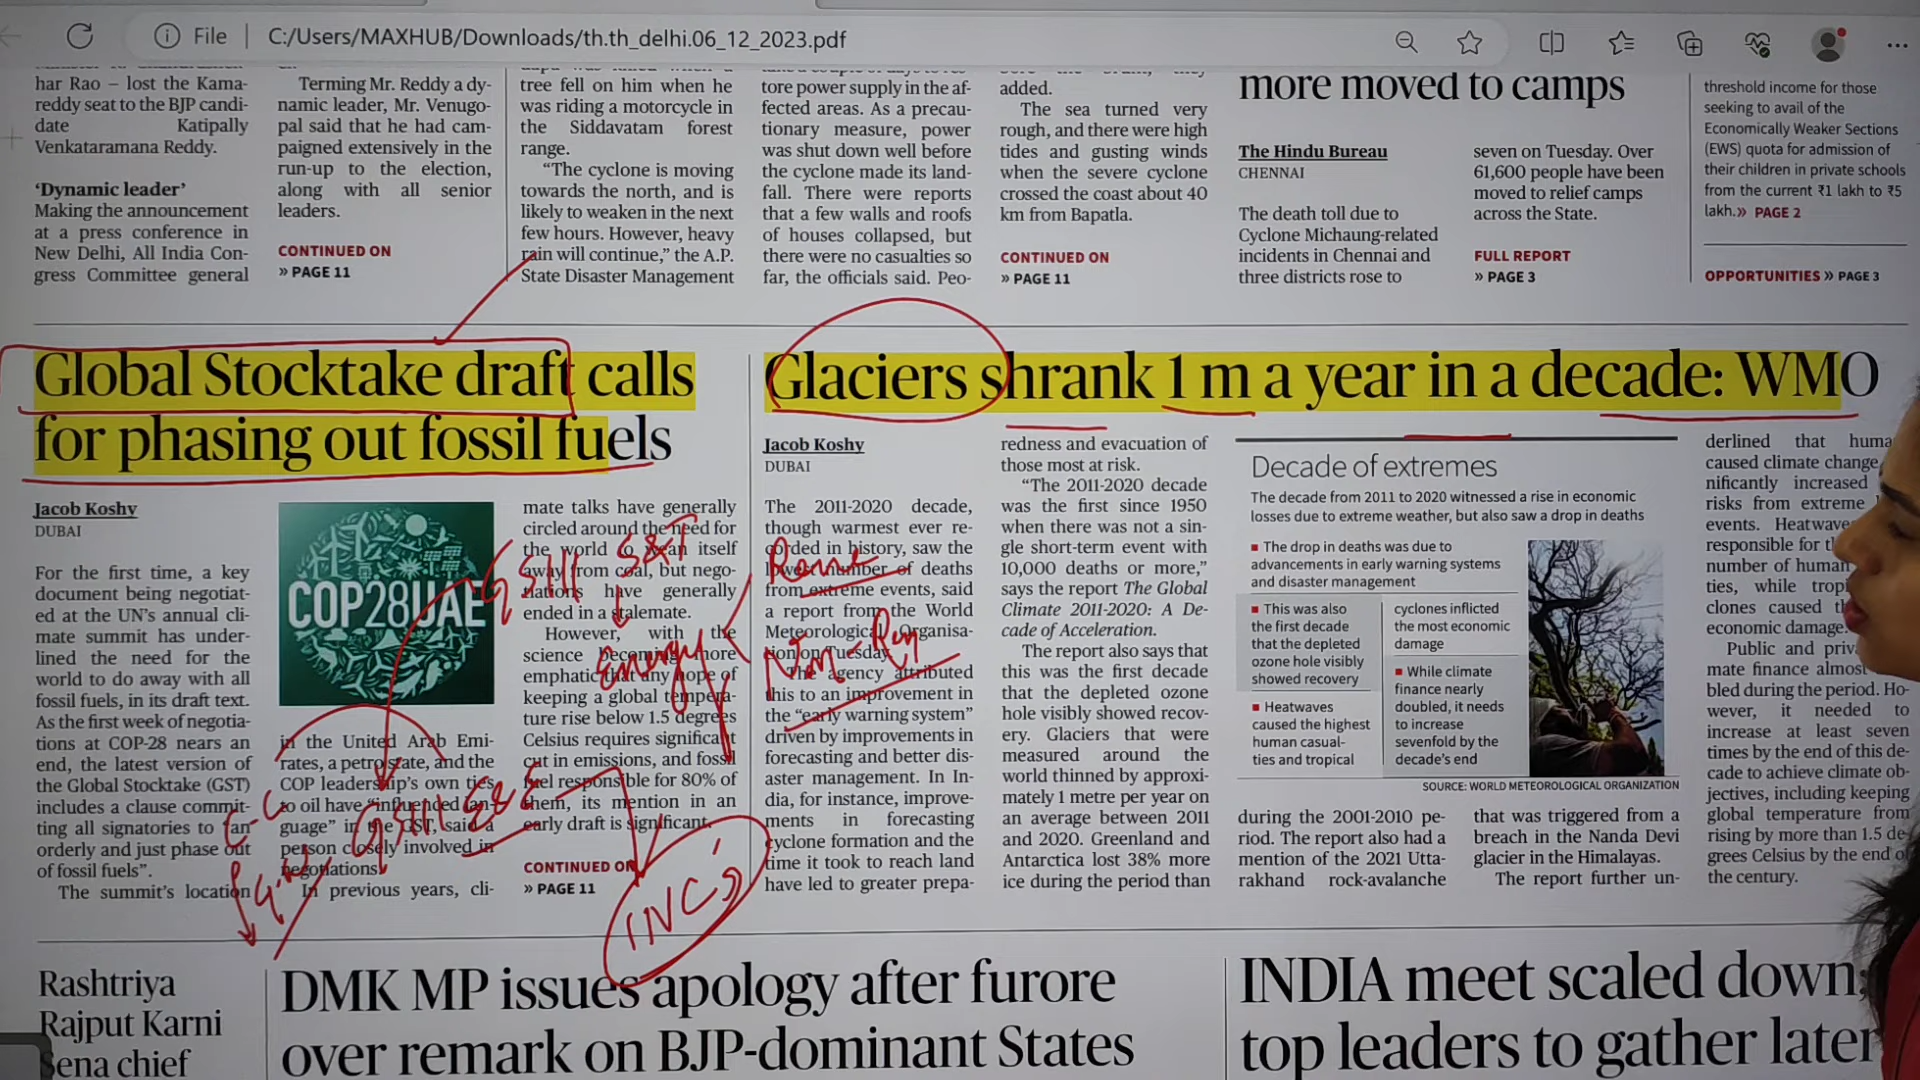 File
C:/Users/MAXHUB/Downloads/th.th_delhi.06_12_2023.pdf
har Rao – lost the Kama-
reddy seat to the BJP candi-
date Katipally
Venkataramana Reddy.
'Dynamic leader'
Making the announcement
at a press conference in
New Delhi, All India Con-
gress Committee general
Terming Mr. Reddy a dy-
namic leader, Mr. Venugo-
pal said that he had cam-
paigned extensively in the
run-up to the election,
along with all senior
leaders.
CONTINUED ON
» PAGE 11
tree fell on him when he
was riding a motorcycle in
the Siddavatam forest
range.
“The cyclone is moving
towards the north, and is
likely to weaken in the next
few hours. However, heavy
rain will continue,” the A.P.
State Disaster Management
tore power supply in the af-
fected areas. As a precau-
tionary measure, power
was shut down well before
the cyclone made its land-
fall. There were reports
that a few walls and roofs
of houses collapsed, but
there were no casualties so
far, the officials said. Peo-
added.
The sea turned very
rough, and there were high
tides and gusting winds
when the severe cyclone
crossed the coast about 40
km from Bapatla.
CONTINUED ON
» PAGE 11
more moved to camps
The Hindu Bureau
CHENNAI
The death toll due to
Cyclone Michaung-related
incidents in Chennai and
three districts rose to
seven on Tuesday. Over
61,600 people have been
moved to relief camps
across the State.
FULL REPORT
» PAGE 3
threshold income for those
seeking to avail of the
Economically Weaker Sections
(EWS) quota for admission of
their children in private schools
from the current ₹1 lakh to ₹5
lakh.» PAGE 2
OPPORTUNITIES » PAGE 3
Global Stocktake draft calls
for phasing out fossil fuels
Jacob Koshy
DUBAI
For the first time, a key
document being negotiat-
ed at the UN's annual cli-
mate summit has under-
lined the need for the
world to do away with all
fossil fuels, in its draft text.
As the first week of negotia-
tions at COP-28 nears an
end, the latest version of
the Global Stocktake (GST)
includes a clause commit-
ting all signatories to “an
orderly and just phase out
of fossil fuels”.
The summit's location
COP28UAE
in the United Arab Emi-
rates, a petrostate, and the
COP leadership's own ties
to oil have “influenced lan-
guage” in the GST, said a
person closely involved in
negotiations.
In previous years, cli-
mate talks have generally
circled around the need for
the world to wean itself
away from coal, but nego-
tiations have generally
ended in a stalemate.
However, with the
science becoming more
emphatic that any hope of
keeping a global tempera-
ture rise below 1.5 degrees
Celsius requires significant
cut in emissions, and fossil
fuel responsible for 80% of
them, its mention in an
early draft is significant.
CONTINUED ON
» PAGE 11
S&T
Energy
INC's
Glaciers shrank 1 m a year in a decade: WMO
Jacob Koshy
DUBAI
The 2011-2020 decade,
though warmest ever re-
corded in history, saw the
lowest number of deaths
from extreme events, said
a report from the World
Meteorological Organisa-
tion on Tuesday.
The agency attributed
this to an improvement in
the “early warning system”
driven by improvements in
forecasting and better dis-
aster management. In In-
dia, for instance, improve-
ments in forecasting
cyclone formation and the
time it took to reach land
have led to greater prepa-
redness and evacuation of
those most at risk.
“The 2011-2020 decade
was the first since 1950
when there was not a sin-
gle short-term event with
10,000 deaths or more,”
says the report The Global
Climate 2011-2020: A De-
cade of Acceleration.
The report also says that
this was the first decade
that the depleted ozone
hole visibly showed recov-
ery. Glaciers that were
measured around the
world thinned by approxi-
mately 1 metre per year on
an average between 2011
and 2020. Greenland and
Antarctica lost 38% more
ice during the period than
Decade of extremes
The decade from 2011 to 2020 witnessed a rise in economic
losses due to extreme weather, but also saw a drop in deaths
■ The drop in deaths was due to
advancements in early warning systems
and disaster management
■ This was also
the first decade
that the depleted
ozone hole visibly
showed recovery
■ Heatwaves
caused the highest
human casual-
ties and tropical
cyclones inflicted
the most economic
damage
■ While climate
finance nearly
doubled, it needs
to increase
sevenfold by the
decade's end
SOURCE: WORLD METEOROLOGICAL ORGANIZATION
during the 2001-2010 pe-
riod. The report also had a
mention of the 2021 Utta-
rakhand rock-avalanche
that was triggered from a
breach in the Nanda Devi
glacier in the Himalayas.
The report further un-
derlined that
caused climate change
nificantly increased
risks from extreme
events.
responsible for
number of human
ties, while
clones caused
economic damage.
Public and
mate finance almost
bled during the period. Ho-
wever, it needed to
increase at least seven
times by the end of this de-
cade to achieve climate ob-
jectives, including keeping
global temperature from
rising by more than 1.5 de-
grees Celsius by the end of
the century.
Rashtriya
Rajput Karni
Sena chief
DMK MP issues apology after furore
over remark on BJP-dominant States
INDIA meet scaled down;
top leaders to gather later